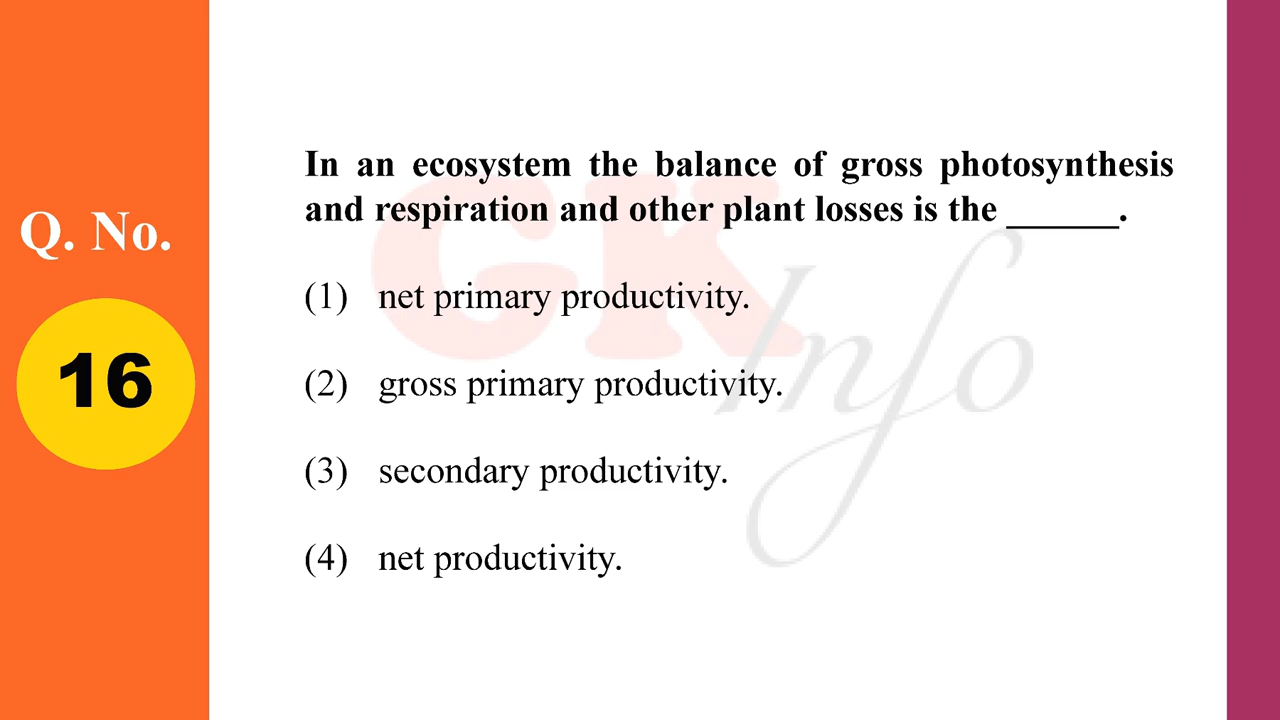 Q. No.
16
In an ecosystem the balance of gross photosynthesis
and respiration and other plant losses is the ______.
(1) net primary productivity.
(2) gross primary productivity.
(3) secondary productivity.
(4) net productivity.
GK
Info